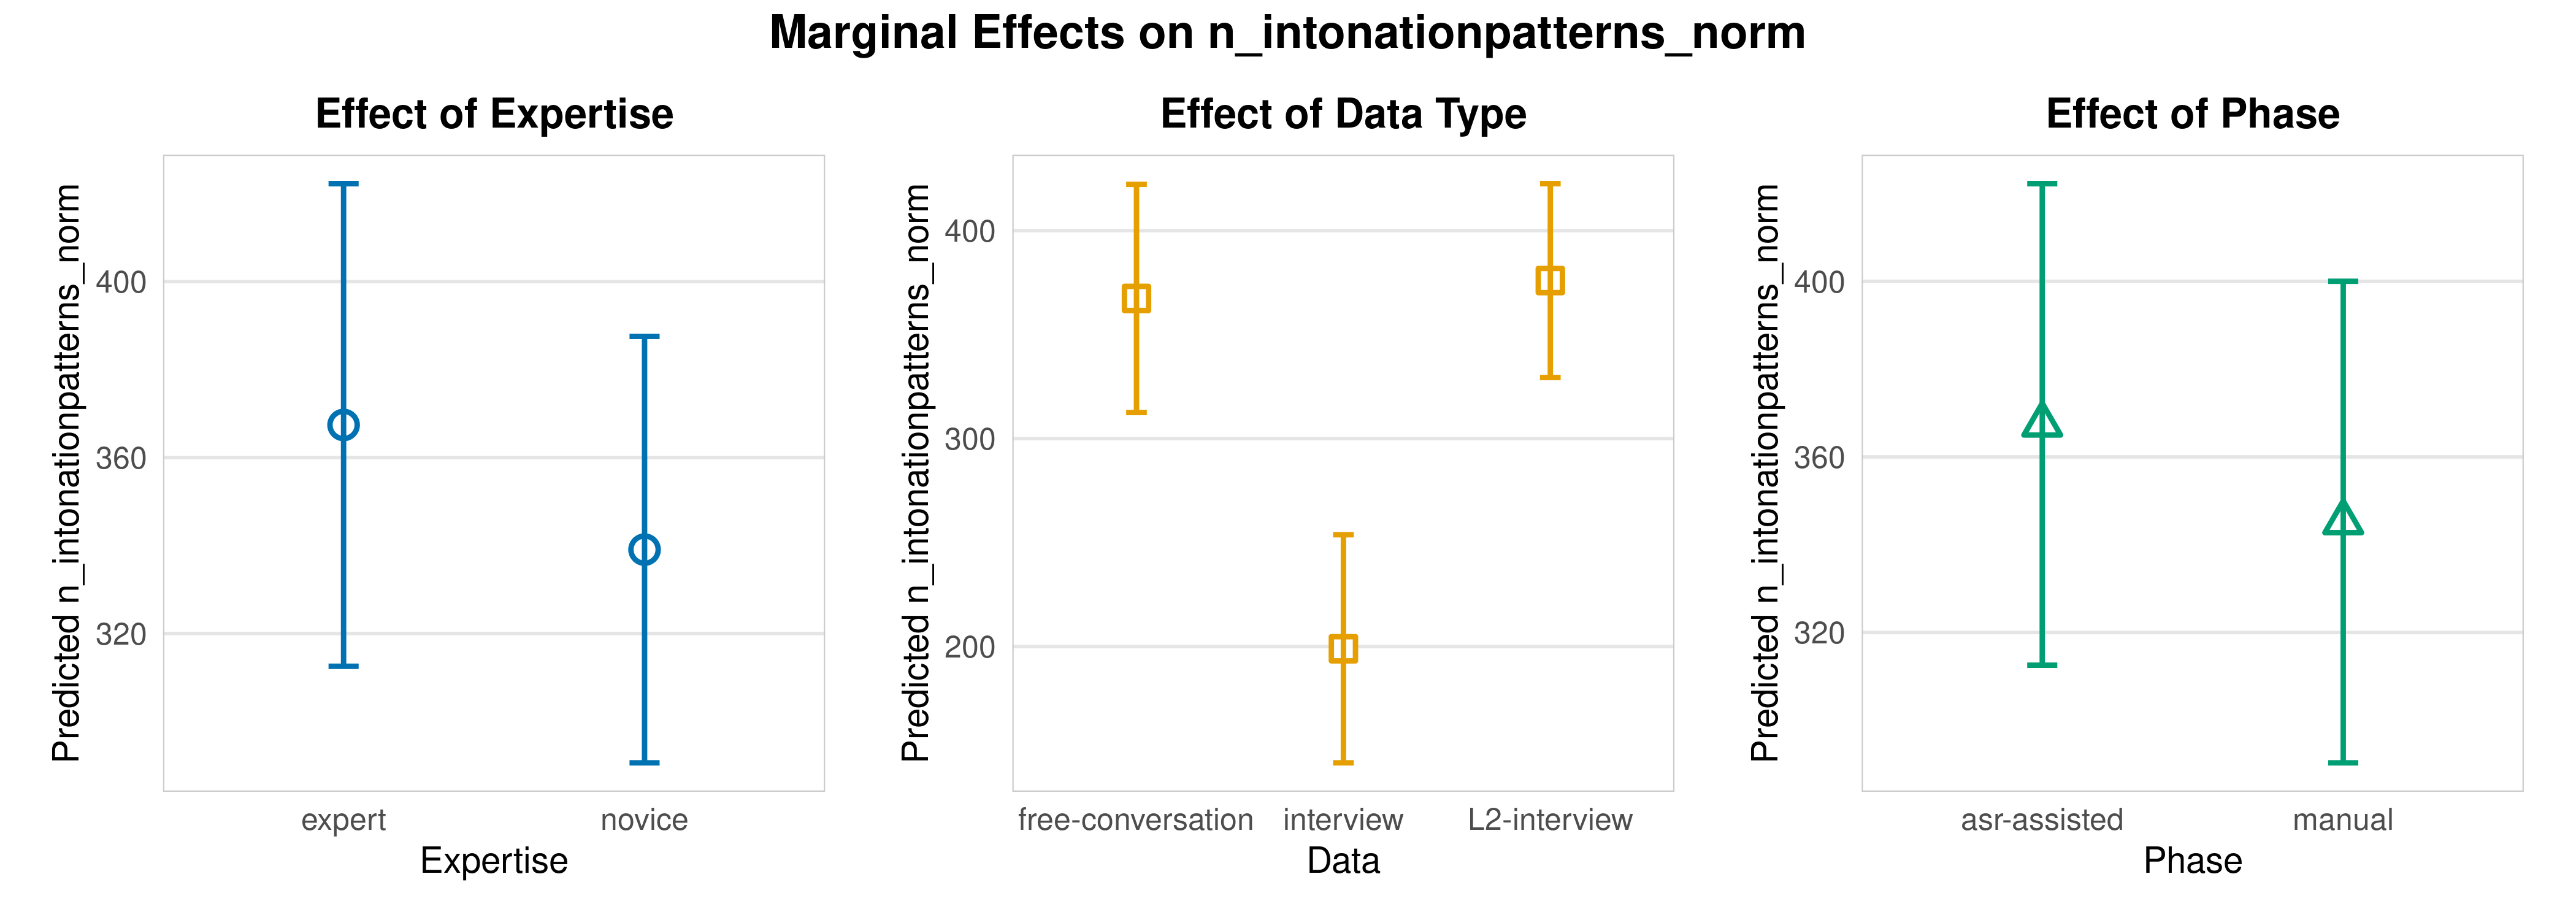 Marginal Effects on n_intonationpatterns_norm
Effect of Expertise
Predicted n_intonationpatterns_norm
400
360
320
expert
novice
Expertise
Effect of Data Type
Predicted n_intonationpatterns_norm
400
300
200
free-conversation
interview
L2-interview
Data
Effect of Phase
Predicted n_intonationpatterns_norm
400
360
320
asr-assisted
manual
Phase